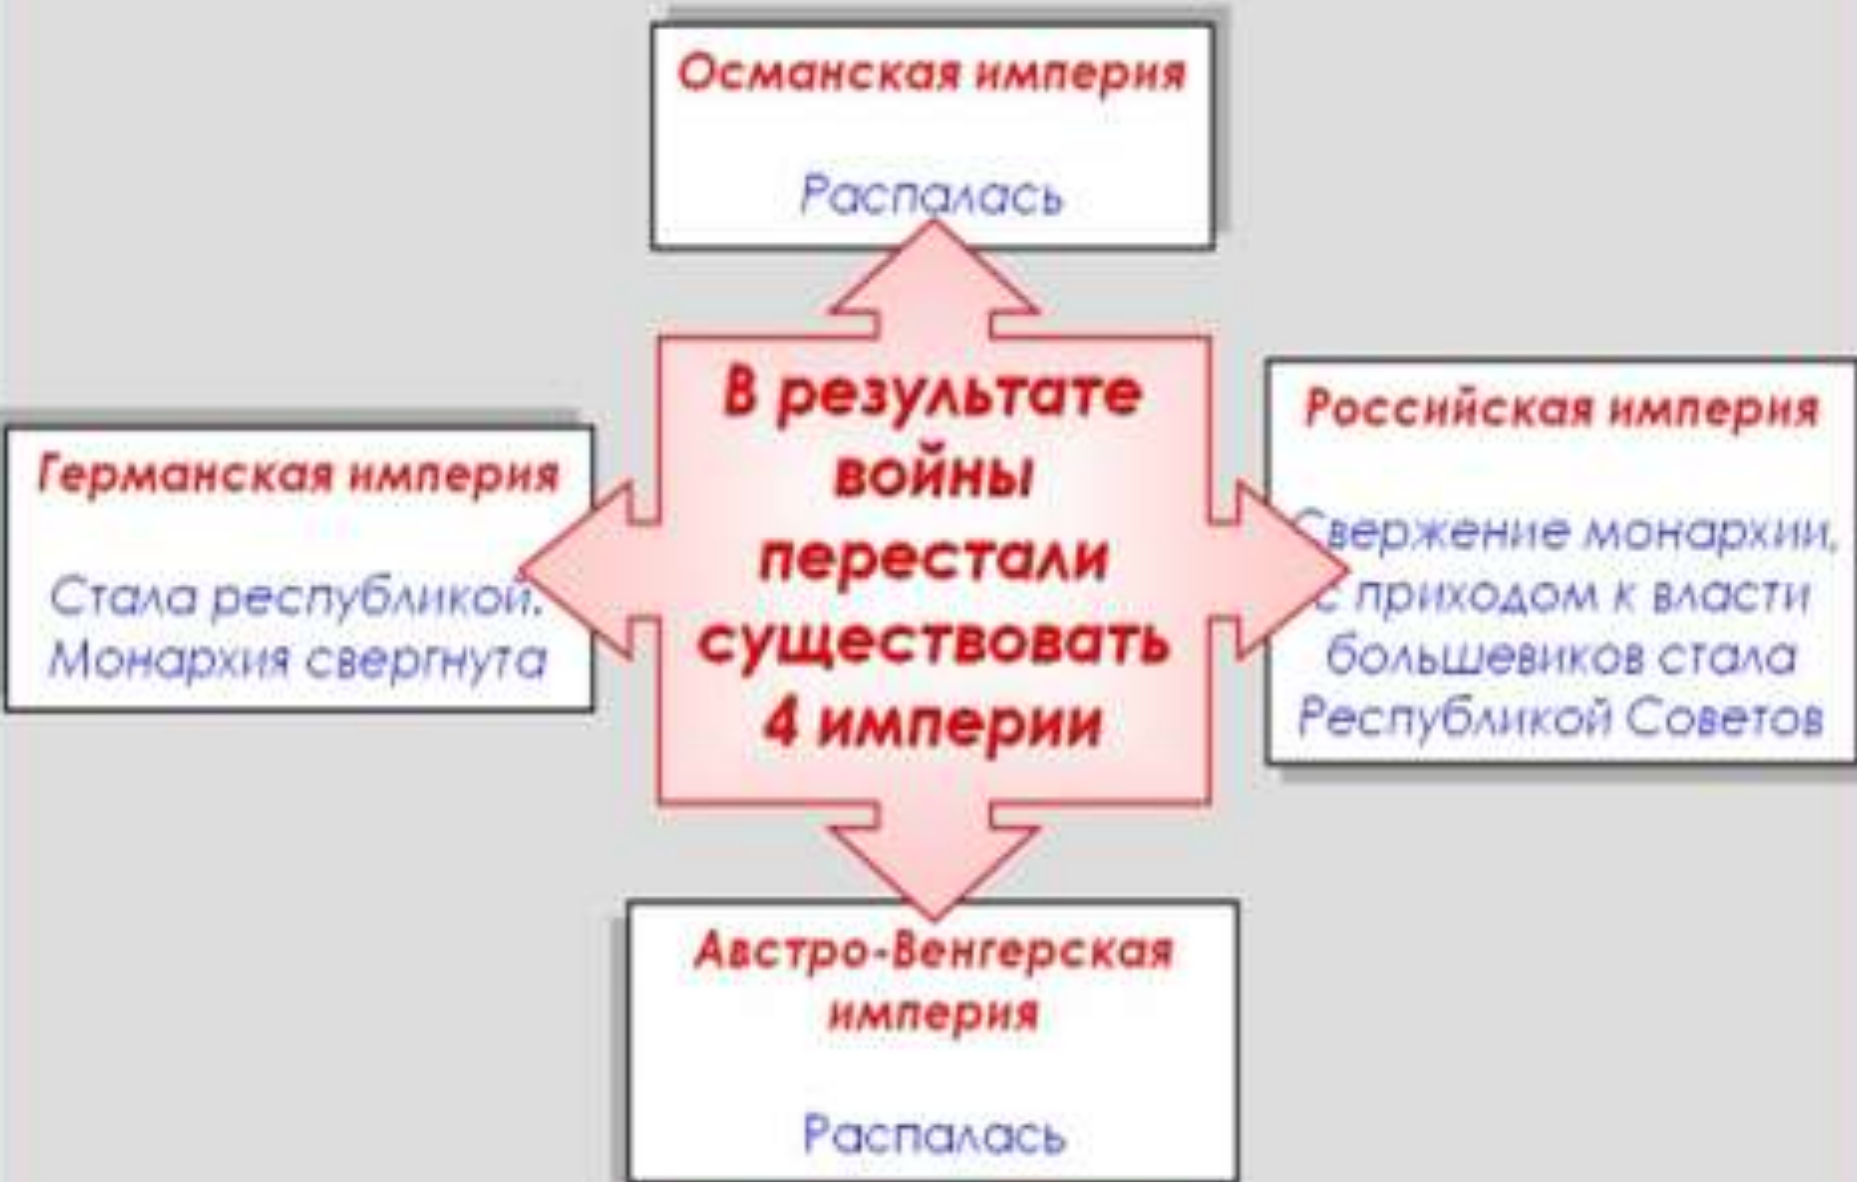 Османская империя
Распалась
В результате
войны
перестали
существовать
4 империи
Германская империя
Стала республикой.
Монархия свергнута
Российская империя
Свержение монархии,
с приходом к власти
большевиков стала
Республикой Советов
Австро-Венгерская
империя
Распалась